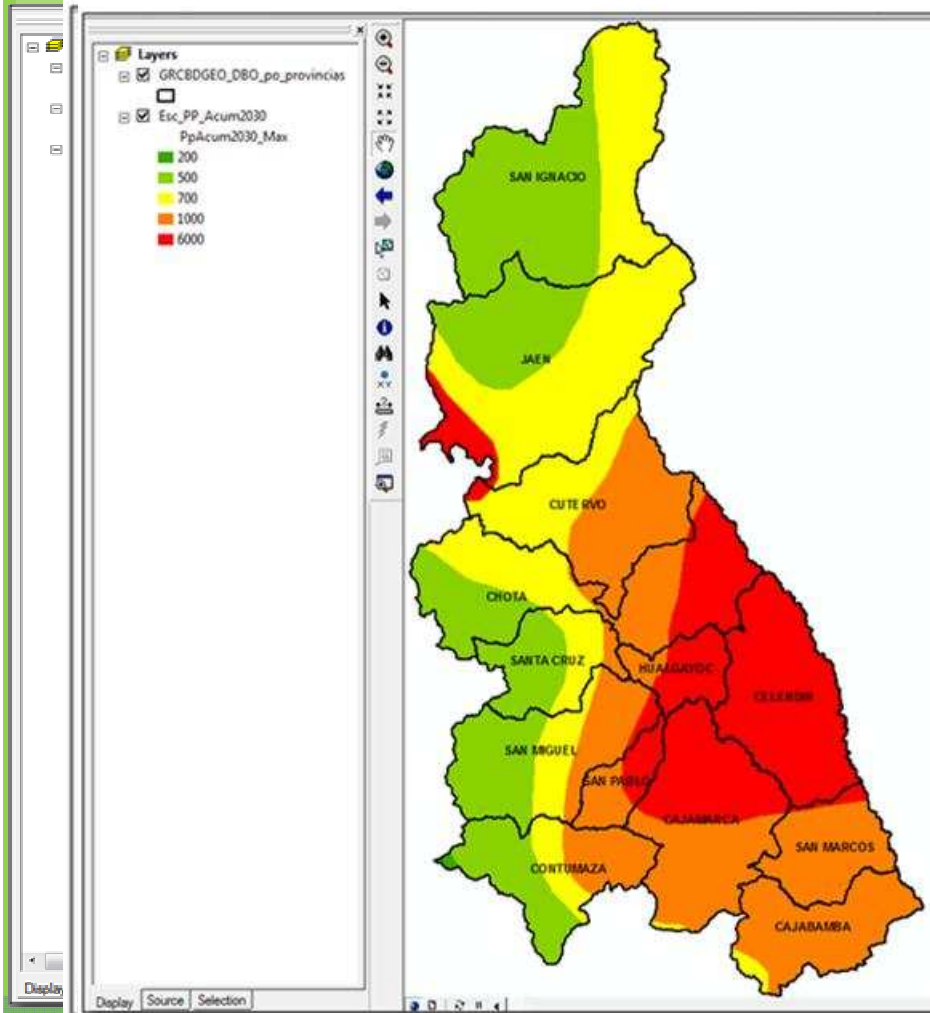 Layers
GRCBDGEO_DBO_po_provincias
Esc_PP_Acum2030
PpAcum2030_Max
200
500
700
1000
6000
Display Source Selection
XY
SAN IGNACIO
JAEN
CUTERVO
CHOTA
SANTA CRUZ
HUALGAYOC
CELENDIN
SAN MIGUEL
SAN PABLO
CAJAMARCA
SAN MARCOS
CONTUMAZA
CAJABAMBA